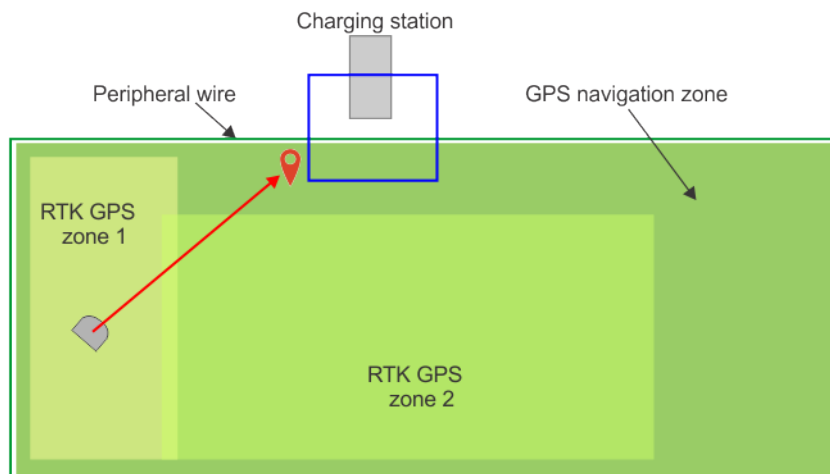 Charging station
Peripheral wire
GPS navigation zone
RTK GPS
zone 1
RTK GPS
zone 2